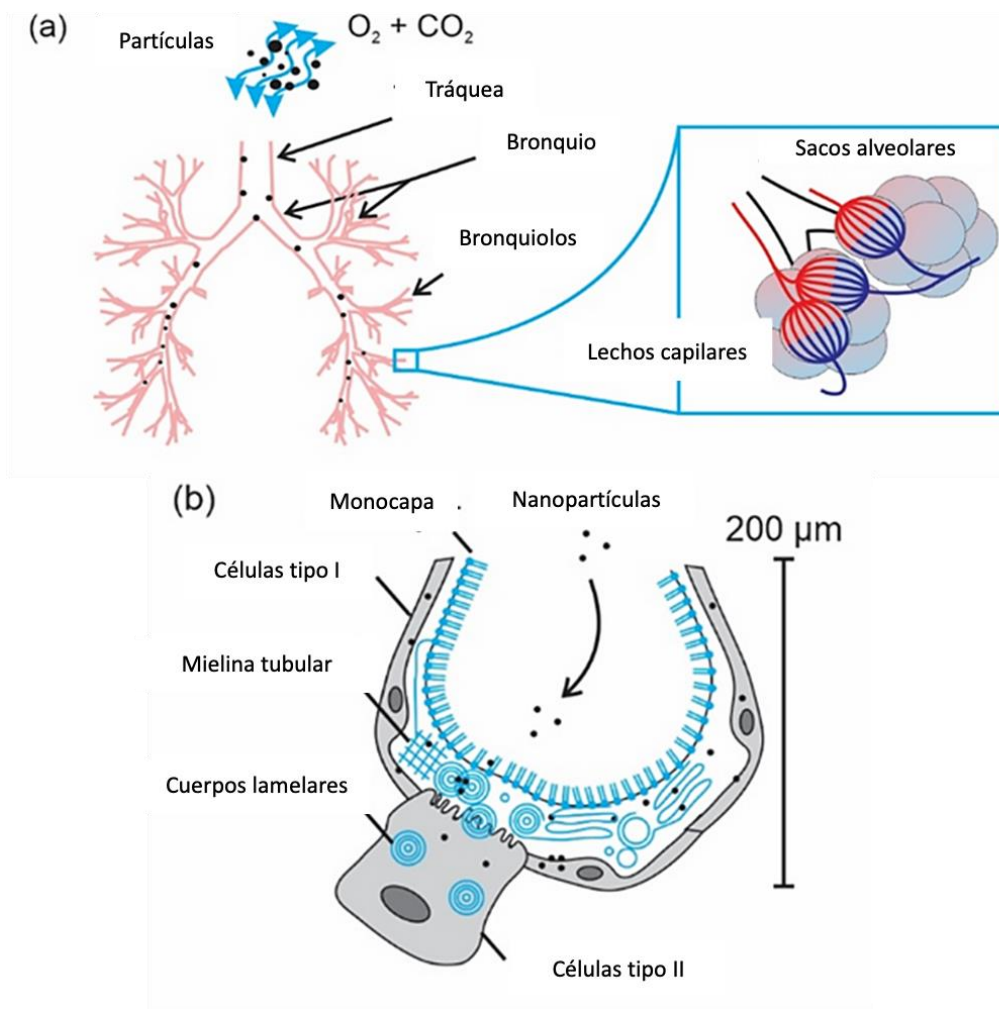 (a)
Partículas
O₂ + CO₂
Tráquea
Bronquio
Bronquiolos
Sacos alveolares
Lechos capilares
(b)
Monocapa
Nanopartículas
200 μm
Células tipo I
Mielina tubular
Cuerpos lamelares
Células tipo II